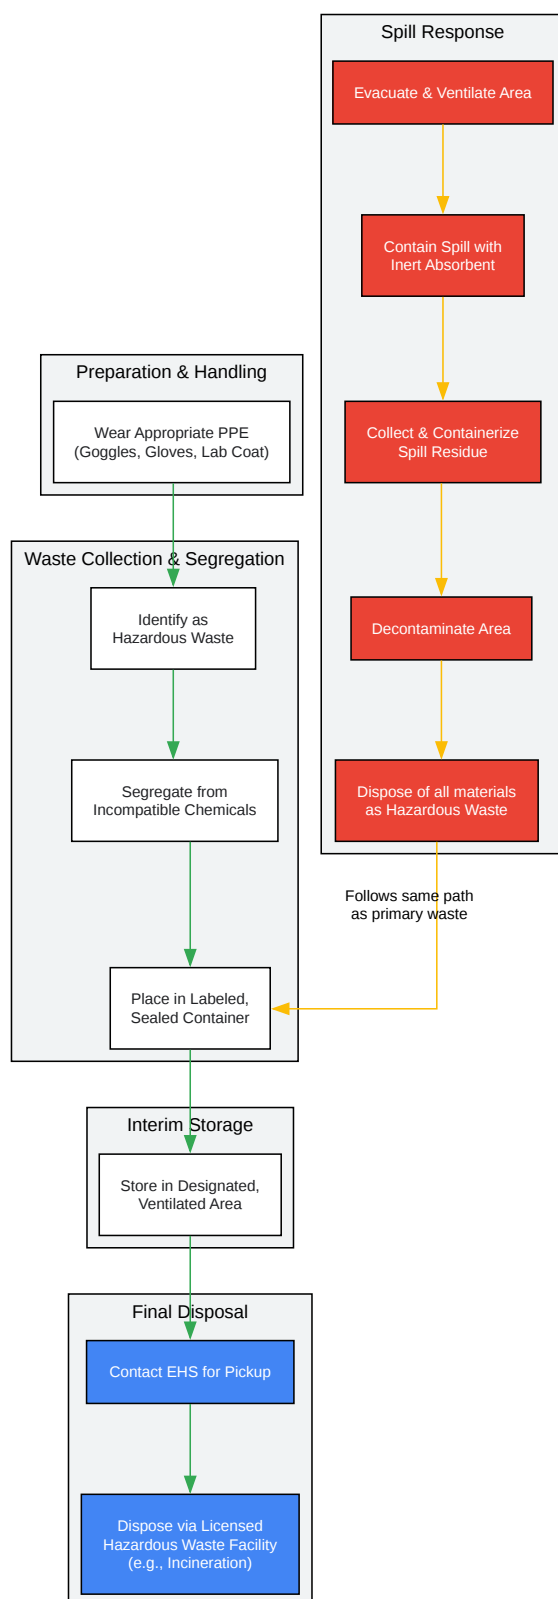 Spill Response
Evacuate & Ventilate Area
Contain Spill with
Inert Absorbent
Collect & Containerize
Spill Residue
Decontaminate Area
Dispose of all materials
as Hazardous Waste
Follows same path
as primary waste
Preparation & Handling
Wear Appropriate PPE
(Goggles, Gloves, Lab Coat)
Waste Collection & Segregation
Identify as
Hazardous Waste
Segregate from
Incompatible Chemicals
Place in Labeled,
Sealed Container
Interim Storage
Store in Designated,
Ventilated Area
Final Disposal
Contact EHS for Pickup
Dispose via Licensed
Hazardous Waste Facility
(e.g., Incineration)